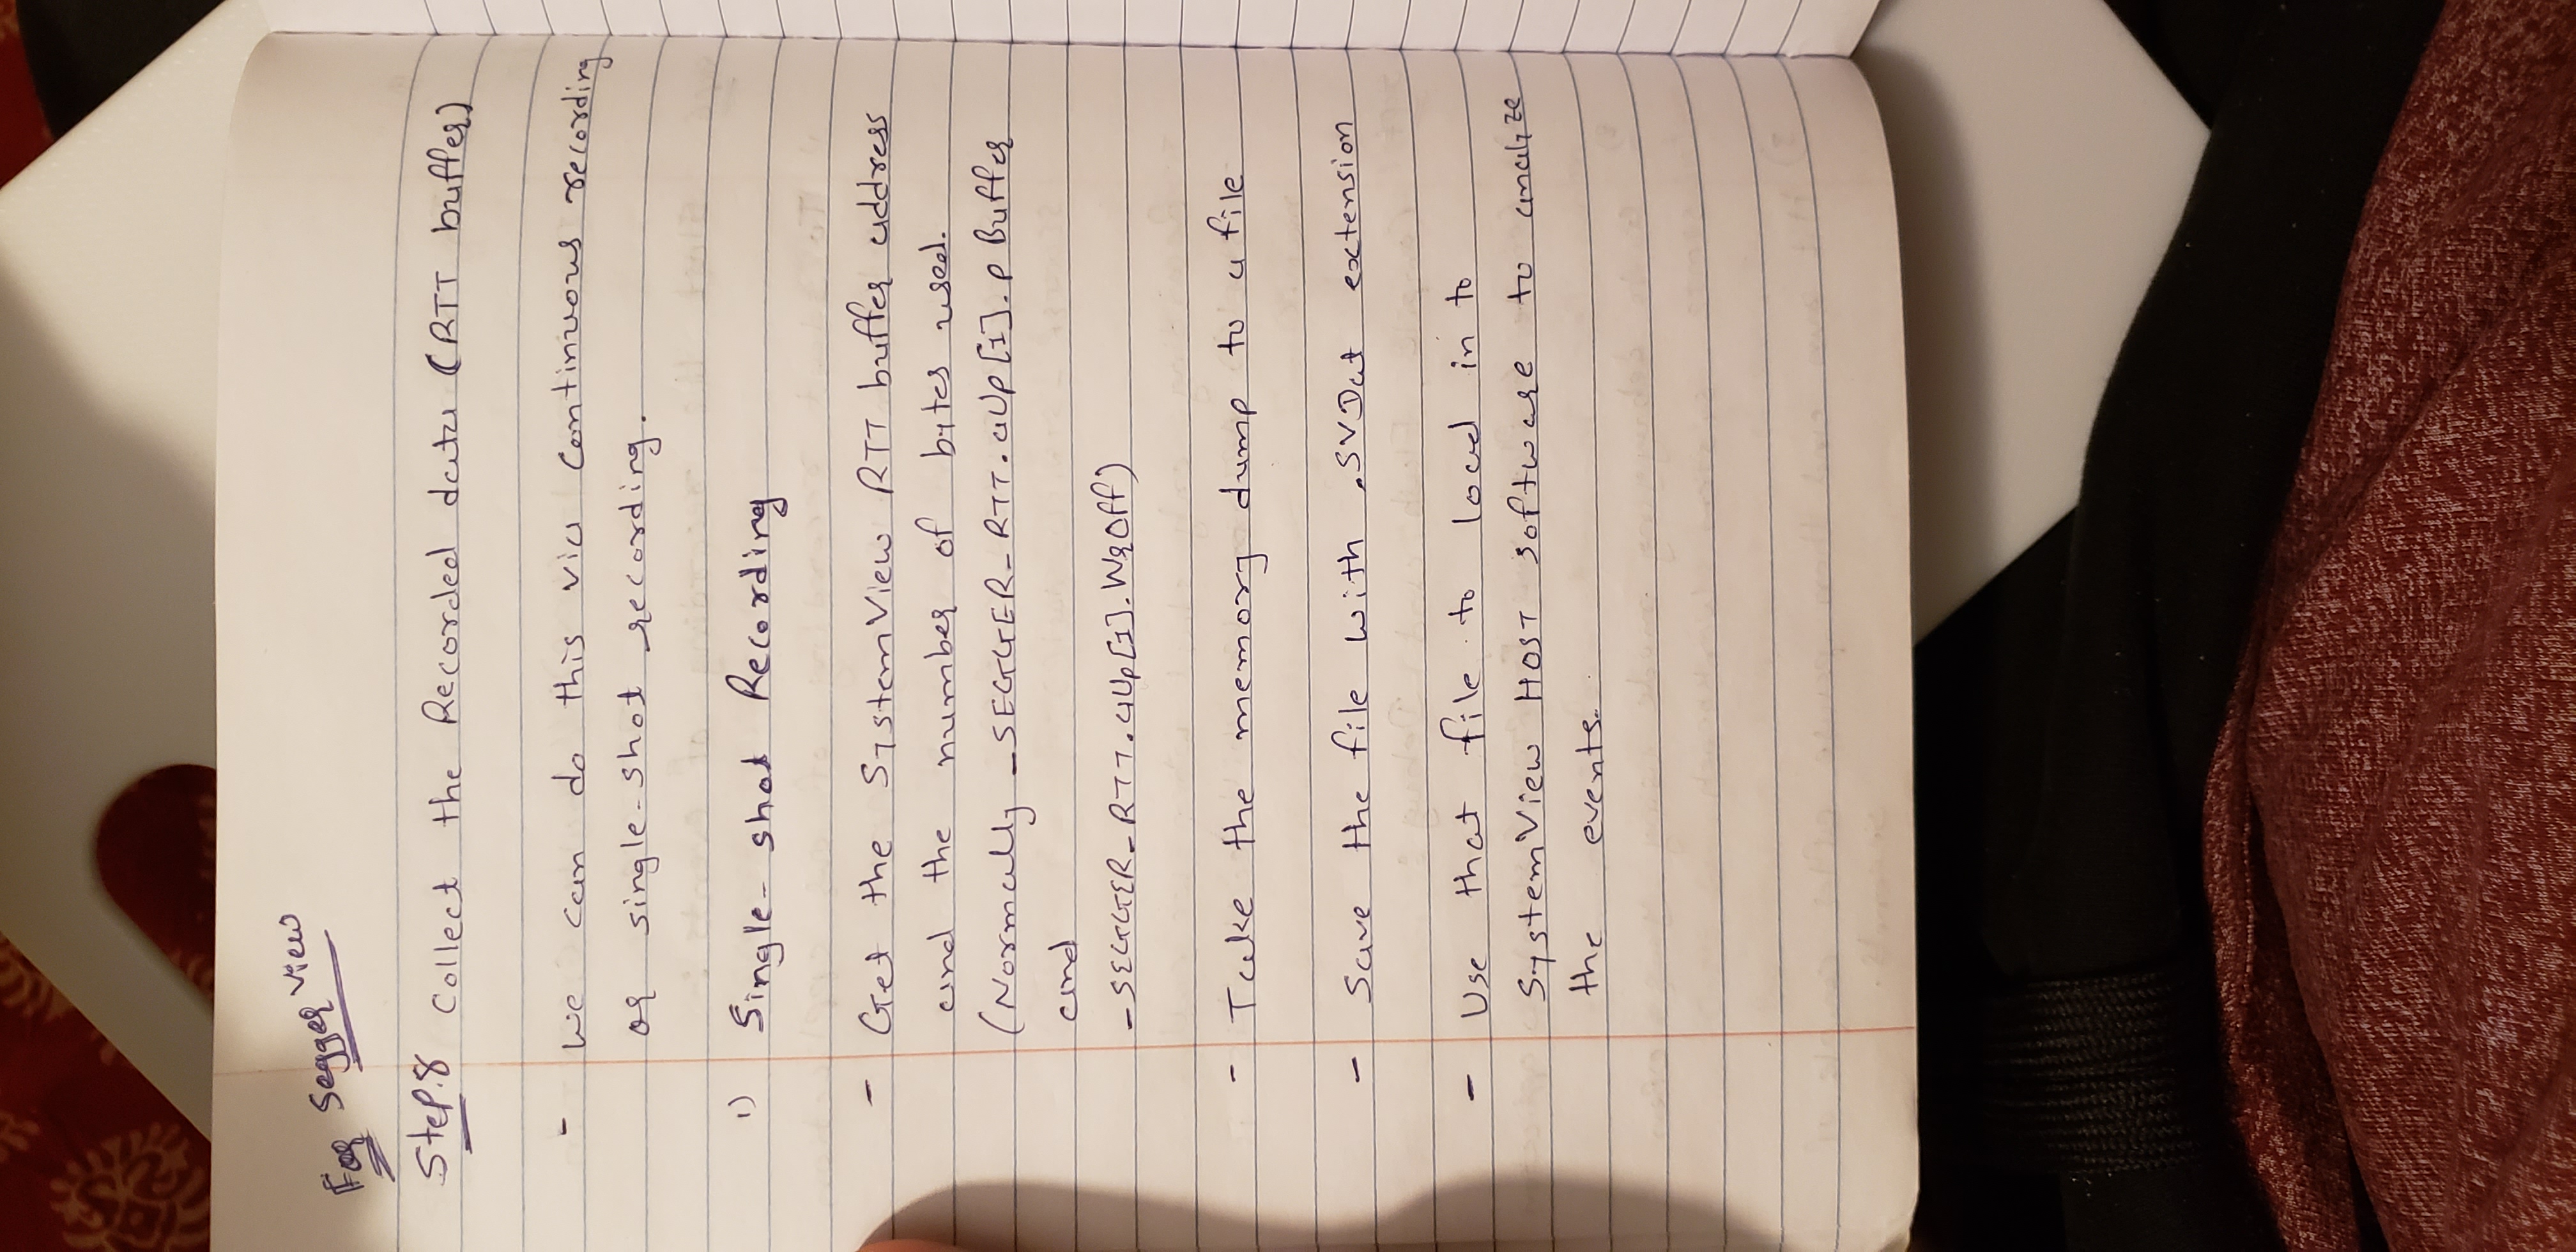 For Segger View
Step.8 Collect the Recorded data (RTT buffer)
- We can do this via Continuous recording
or single-shot recording.
1) Single-shot Recording
- Get the SystemView RTT buffer address
and the number of bytes used.
(Normally _SEGGER_RTT.aUp[1].pBuffer
and
_SEGGER_RTT.aUp[1].WrOff)
- Take the memory dump to a file
- Save the file with .SVDat extension
- Use that file to load in to
SystemView HOST software to analyze
the events.